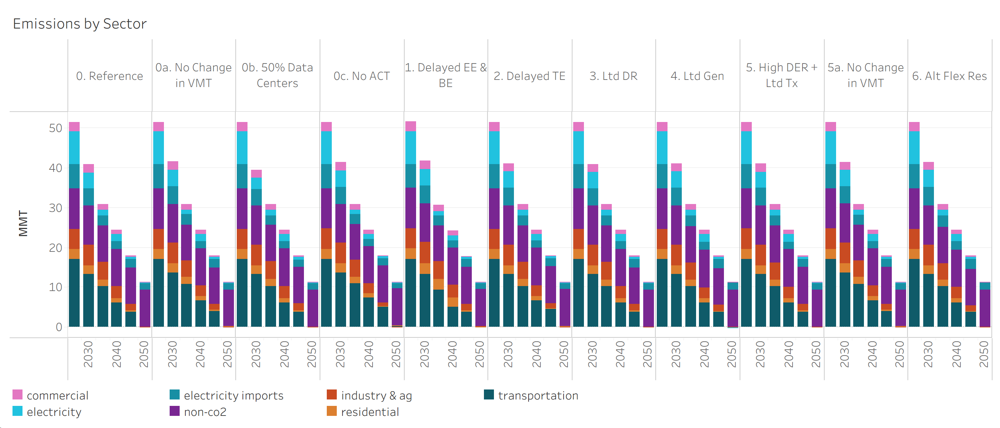 Emissions by Sector
0. Reference
0a. No Change
in VMT
0b. 50% Data
Centers
0c. No ACT
1. Delayed EE &
BE
2. Delayed TE
3. Ltd DR
4. Ltd Gen
5. High DER +
Ltd Tx
5a. No Change
in VMT
6. Alt Flex Res
MMT
50
40
30
20
10
0
2030
2040
2050
2030
2040
2050
2030
2040
2050
2030
2040
2050
2030
2040
2050
2030
2040
2050
2030
2040
2050
2030
2040
2050
2030
2040
2050
2030
2040
2050
2030
2040
2050
commercial
electricity imports
industry & ag
transportation
electricity
non-co2
residential